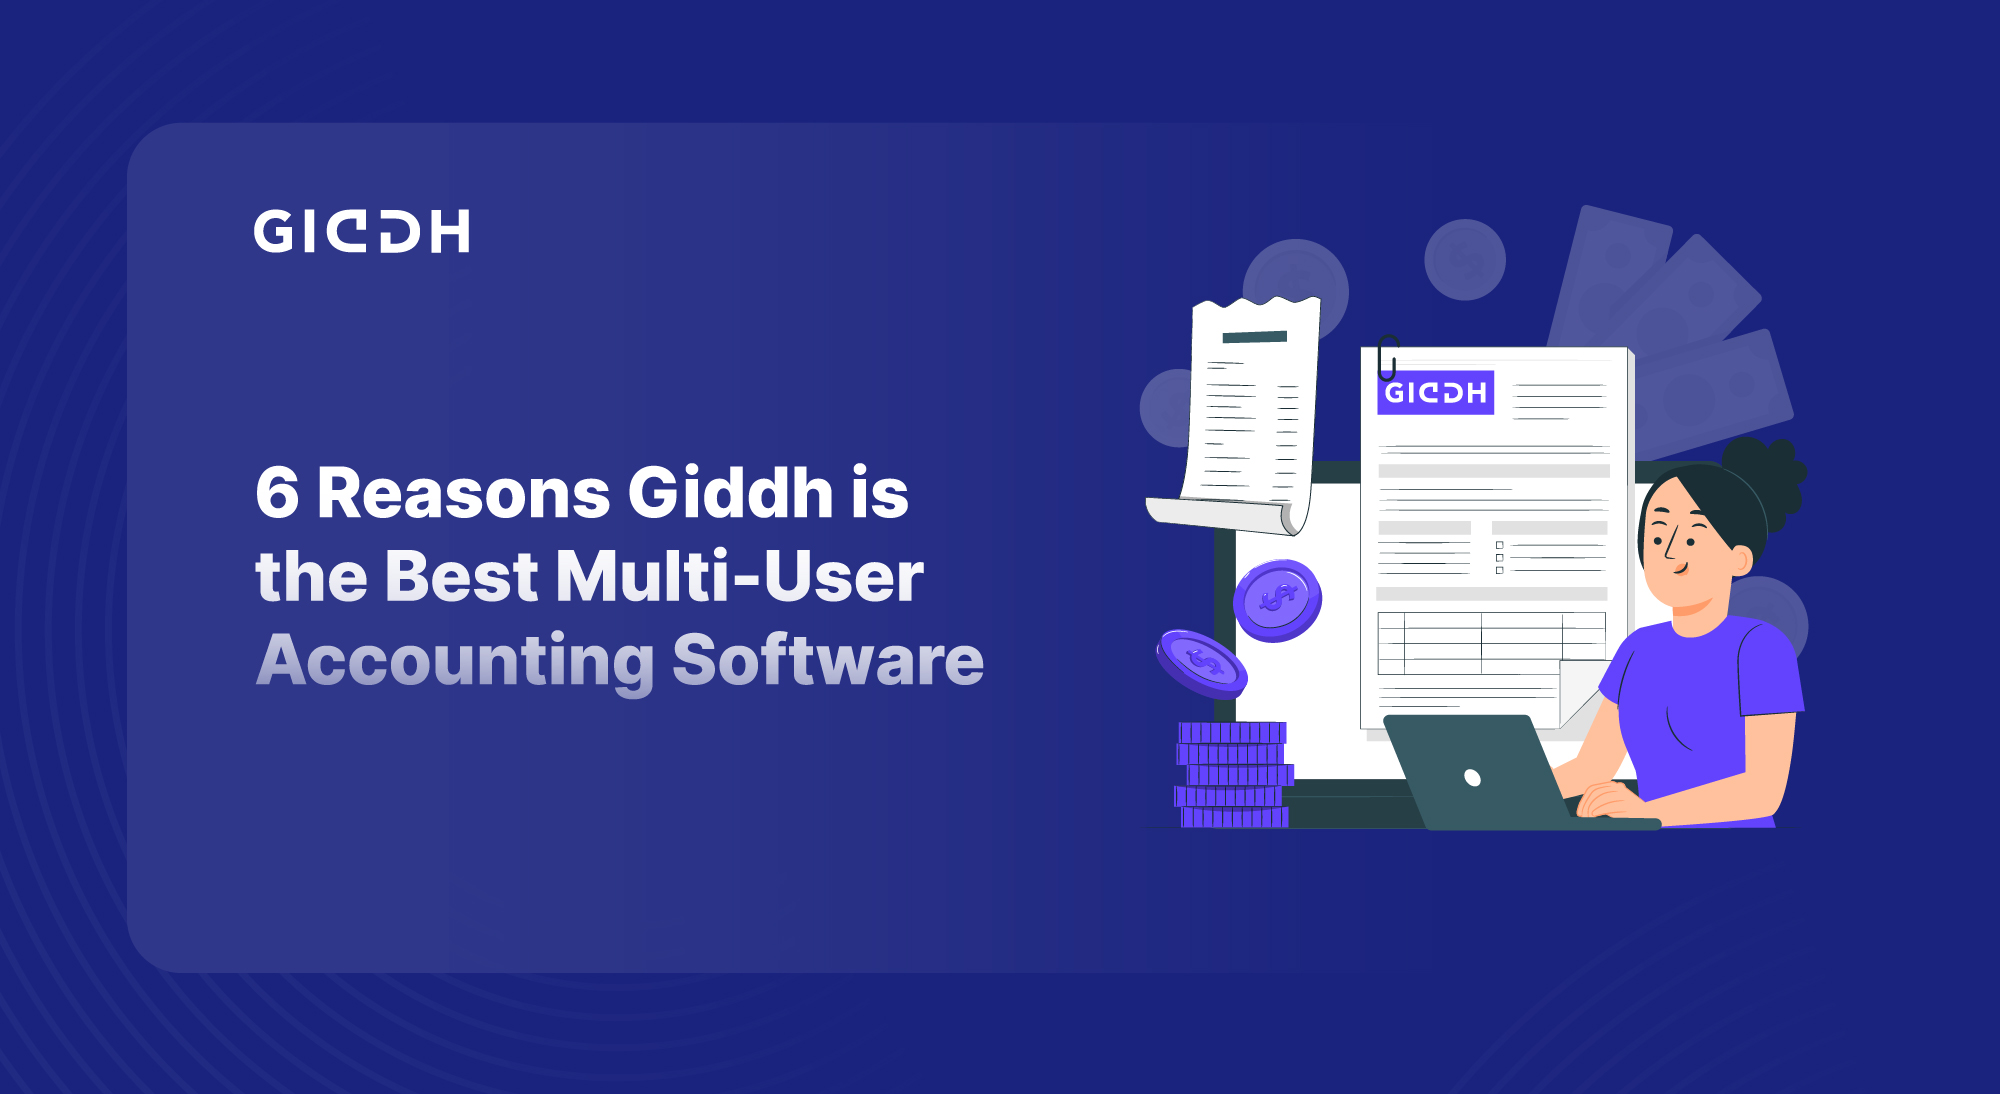 GIDDH
6 Reasons Giddh is
the Best Multi-User
Accounting Software
GIDDH